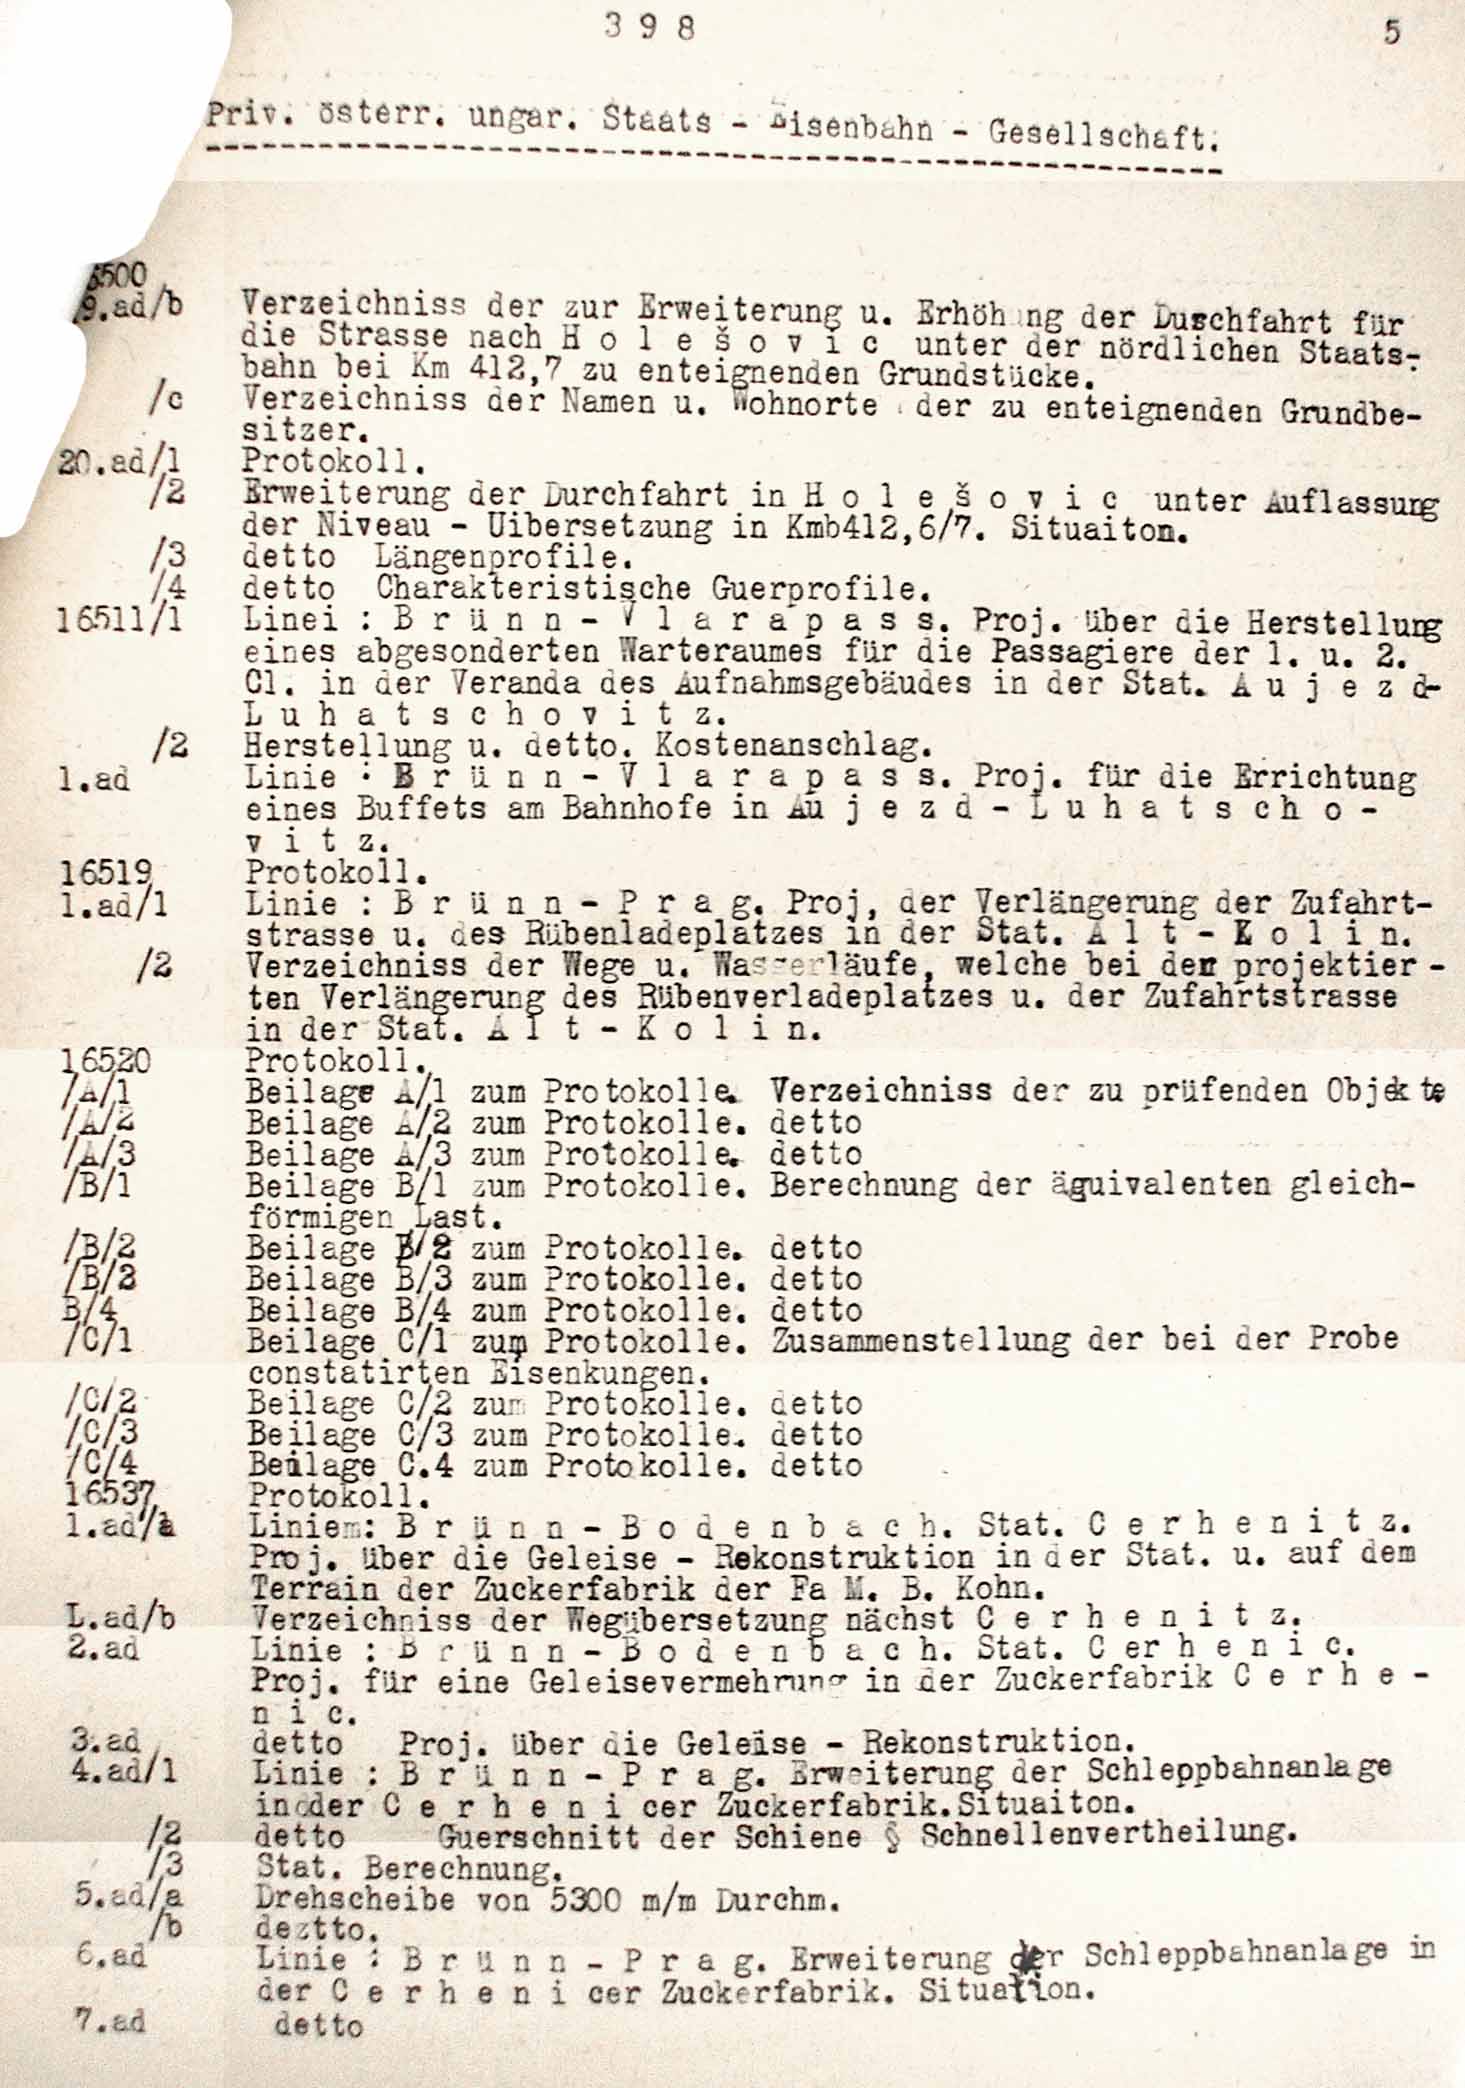 398
5
Priv. österr. ungar. Staats - Eisenbahn - Gesellschaft.
6500
9.ad/b Verzeichniss der zur Erweiterung u. Erhöhung der Duschfahrt für
die Strasse nach H o l e š o v i c unter der nördlichen Staats-
bahn bei Km 412,7 zu enteignenden Grundstücke.
/c Verzeichniss der Namen u. Wohnorte der zu enteignenden Grundbe-
sitzer.
20.ad/1 Protokoll.
/2 Erweiterung der Durchfahrt in H o l e š o v i c unter Auflassung
der Niveau - Uibersetzung in Kmb412,6/7. Situaiton.
/3 detto Längenprofile.
/4 detto Charakteristische Guerprofile.
16511/1 Linei : B r ü n n - V l a r a p a s s. Proj. über die Herstellung
eines abgesonderten Warteraumes für die Passagiere der 1. u. 2.
Cl. in der Veranda des Aufnahmsgebäudes in der Stat. A u j e z d-
L u h a t s c h o v i t z.
/2 Herstellung u. detto. Kostenanschlag.
1.ad Linie : B r ü n n - V l a r a p a s s. Proj. für die Errichtung
eines Buffets am Bahnhofe in Au j e z d - L u h a t s c h o -
v i t z.
16519 Protokoll.
1.ad/1 Linie : B r ü n n - P r a g. Proj, der Verlängerung der Zufahrt-
strasse u. des Rübenladeplatzes in der Stat. A l t - K o l i n.
/2 Verzeichniss der Wege u. Wasserläufe, welche bei der projektier -
ten Verlängerung des Rübenverladeplatzes u. der Zufahrtstrasse
in der Stat. A l t - K o l i n.
16520 Protokoll.
/A/1 Beilage A/1 zum Protokolle. Verzeichniss der zu prüfenden Objekte
/A/2 Beilage A/2 zum Protokolle. detto
/A/3 Beilage A/3 zum Protokolle. detto
/B/1 Beilage B/1 zum Protokolle. Berechnung der äguivalenten gleich-
förmigen Last.
/B/2 Beilage B/2 zum Protokolle. detto
/B/3 Beilage B/3 zum Protokolle. detto
B/4 Beilage B/4 zum Protokolle. detto
/C/1 Beilage C/1 zum Protokolle. Zusammenstellung der bei der Probe
constatirten Eisenkungen.
/C/2 Beilage C/2 zum Protokolle. detto
/C/3 Beilage C/3 zum Protokolle. detto
/C/4 Beilage C.4 zum Protokolle. detto
16537 Protokoll.
1.ad/a Liniem: B r ü n n - B o d e n b a c h. Stat. C e r h e n i t z.
Proj. über die Geleise - Rekonstruktion in der Stat. u. auf dem
Terrain der Zuckerfabrik der Fa M. B. Kohn.
L.ad/b Verzeichniss der Wegübersetzung nächst C e r h e n i t z.
2.ad Linie : B r ü n n - B o d e n b a c h. Stat. C e r h e n i c.
Proj. für eine Geleisevermehrung in der Zuckerfabrik C e r h e -
n i c.
3.ad detto Proj. über die Geleise - Rekonstruktion.
4.ad/1 Linie : B r ü n n - P r a g. Erweiterung der Schleppbahnanlage
in der C e r h e n i cer Zuckerfabrik.Situaiton.
/2 detto Guerschnitt der Schiene § Schnellenvertheilung.
/3 Stat. Berechnung.
5.ad/a Drehscheibe von 5300 m/m Durchm.
/b deztto.
6.ad Linie : B r ü n n - P r a g. Erweiterung der Schleppbahnanlage in
der C e r h e n i cer Zuckerfabrik. Situation.
7.ad detto